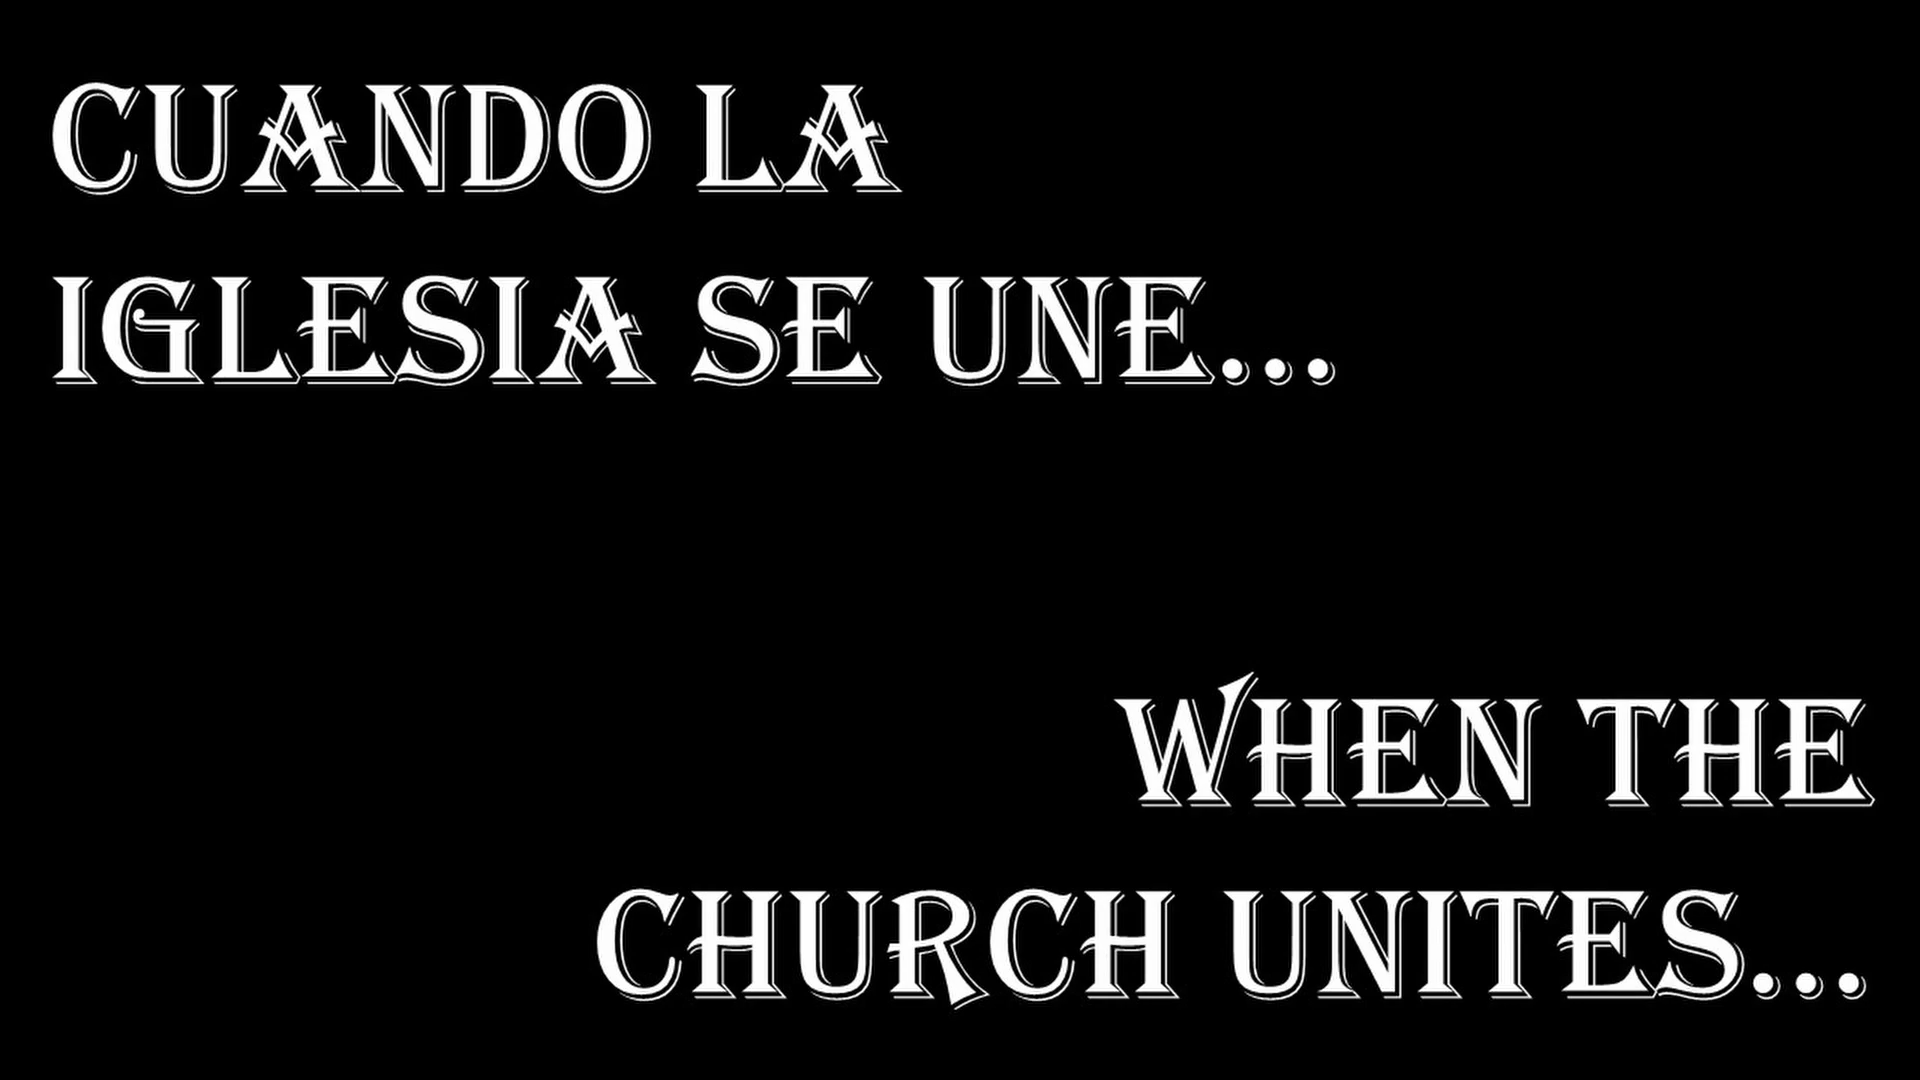 CUANDO LA
IGLESIA SE UNE...
WHEN THE
CHURCH UNITES...